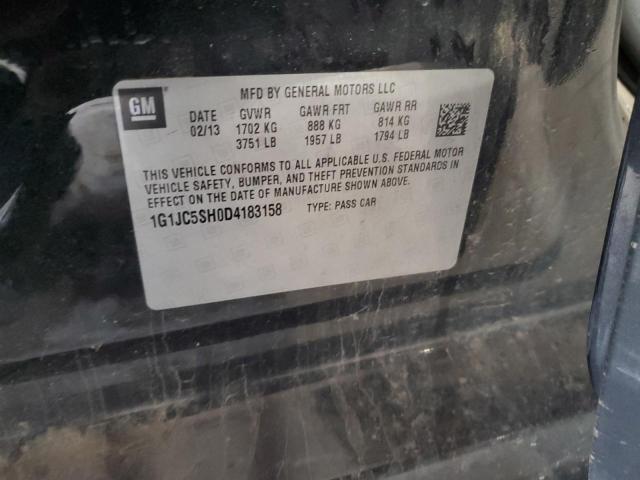 GM
MFD BY GENERAL MOTORS LLC
DATE GVWR GAWR FRT GAWR RR
02/13 1702 KG 888 KG 814 KG
3751 LB 1957 LB 1794 LB
THIS VEHICLE CONFORMS TO ALL APPLICABLE U.S. FEDERAL MOTOR
VEHICLE SAFETY, BUMPER, AND THEFT PREVENTION STANDARDS IN
EFFECT ON THE DATE OF MANUFACTURE SHOWN ABOVE.
1G1JC5SH0D4183158 TYPE: PASS CAR